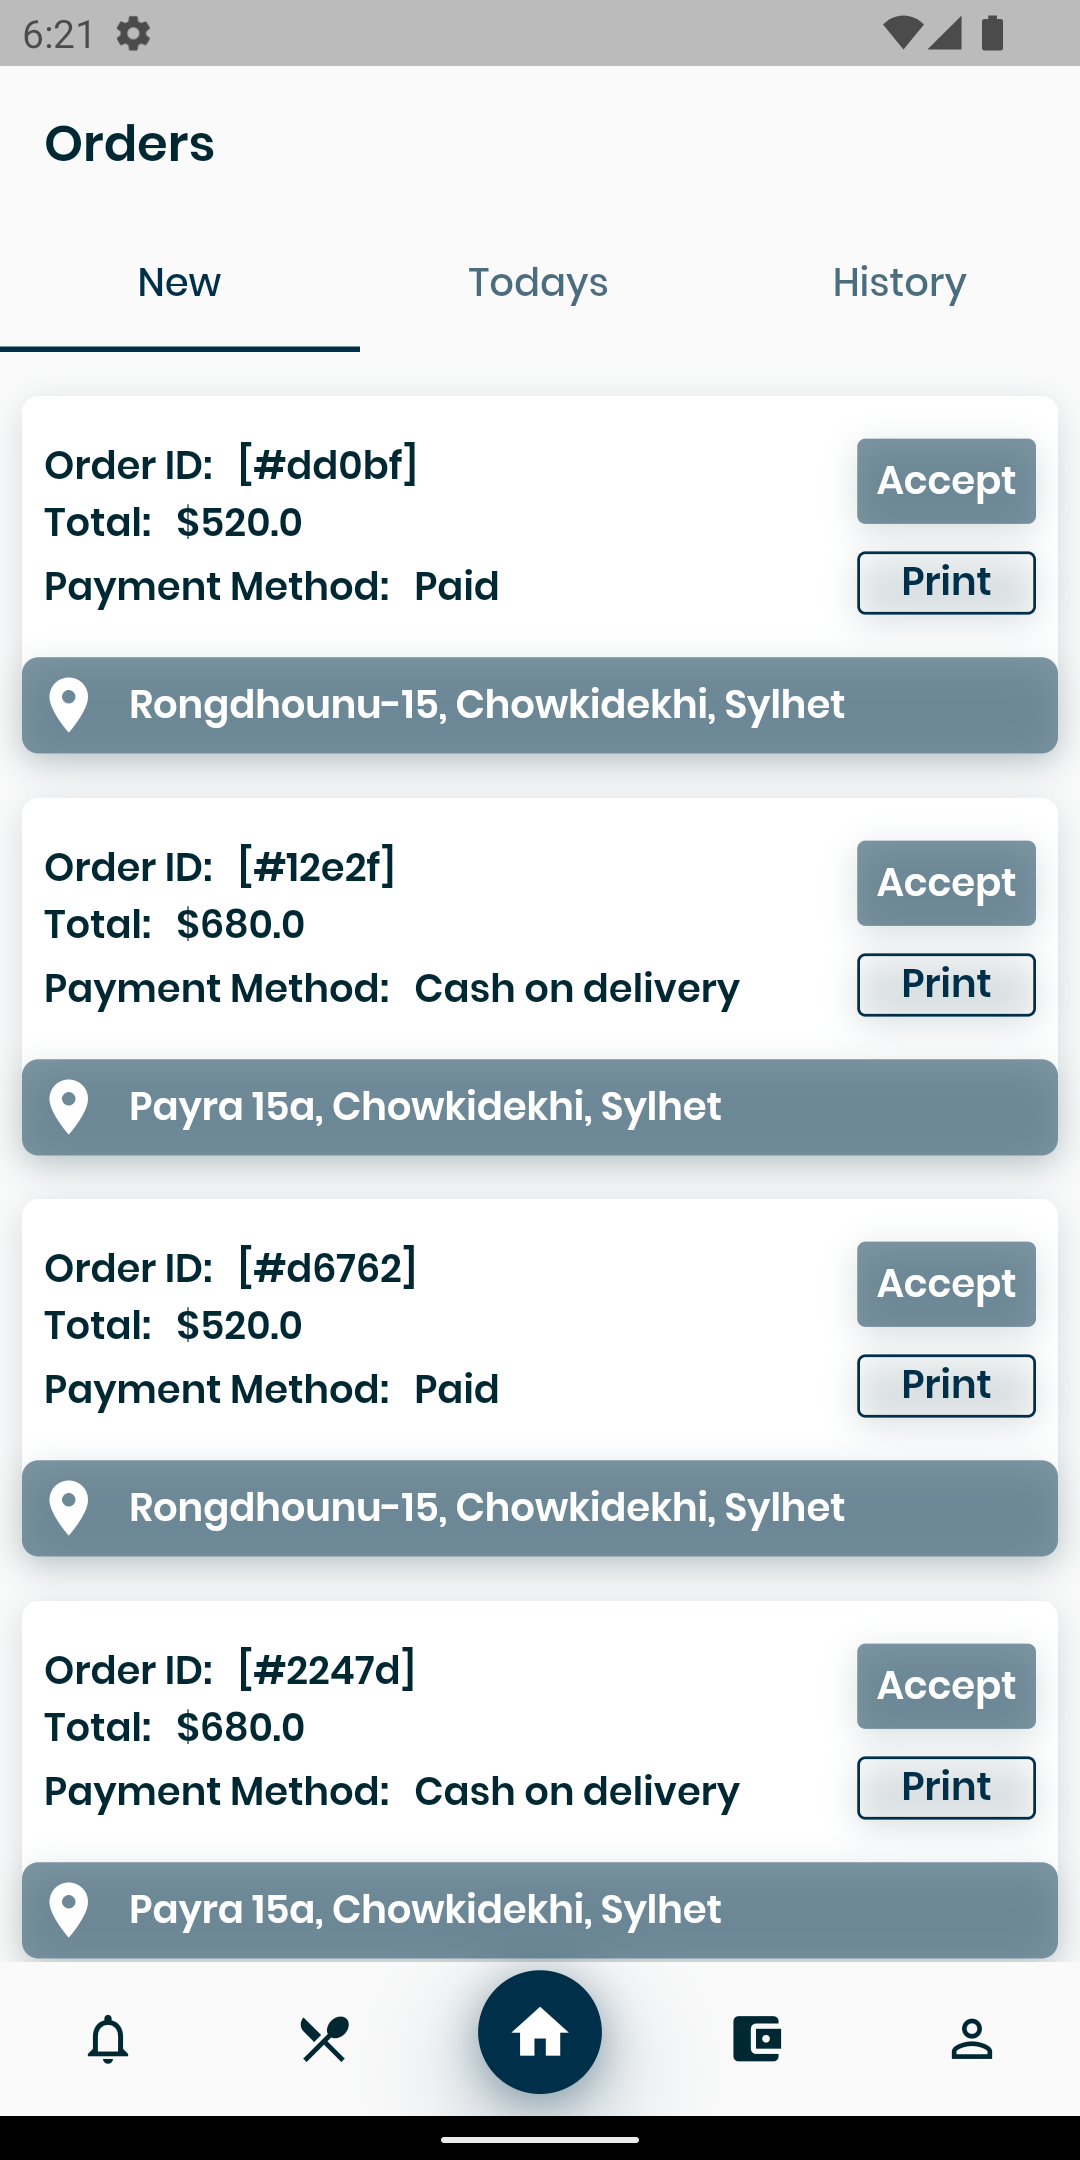 6:21
Orders
New Todays History
Order ID: [#dd0bf]
Accept
Total: $520.0
Payment Method: Paid
Print
Rongdhounu-15, Chowkidekhi, Sylhet
Order ID: [#12e2f]
Accept
Total: $680.0
Payment Method: Cash on delivery
Print
Payra 15a, Chowkidekhi, Sylhet
Order ID: [#d6762]
Accept
Total: $520.0
Payment Method: Paid
Print
Rongdhounu-15, Chowkidekhi, Sylhet
Order ID: [#2247d]
Accept
Total: $680.0
Payment Method: Cash on delivery
Print
Payra 15a, Chowkidekhi, Sylhet